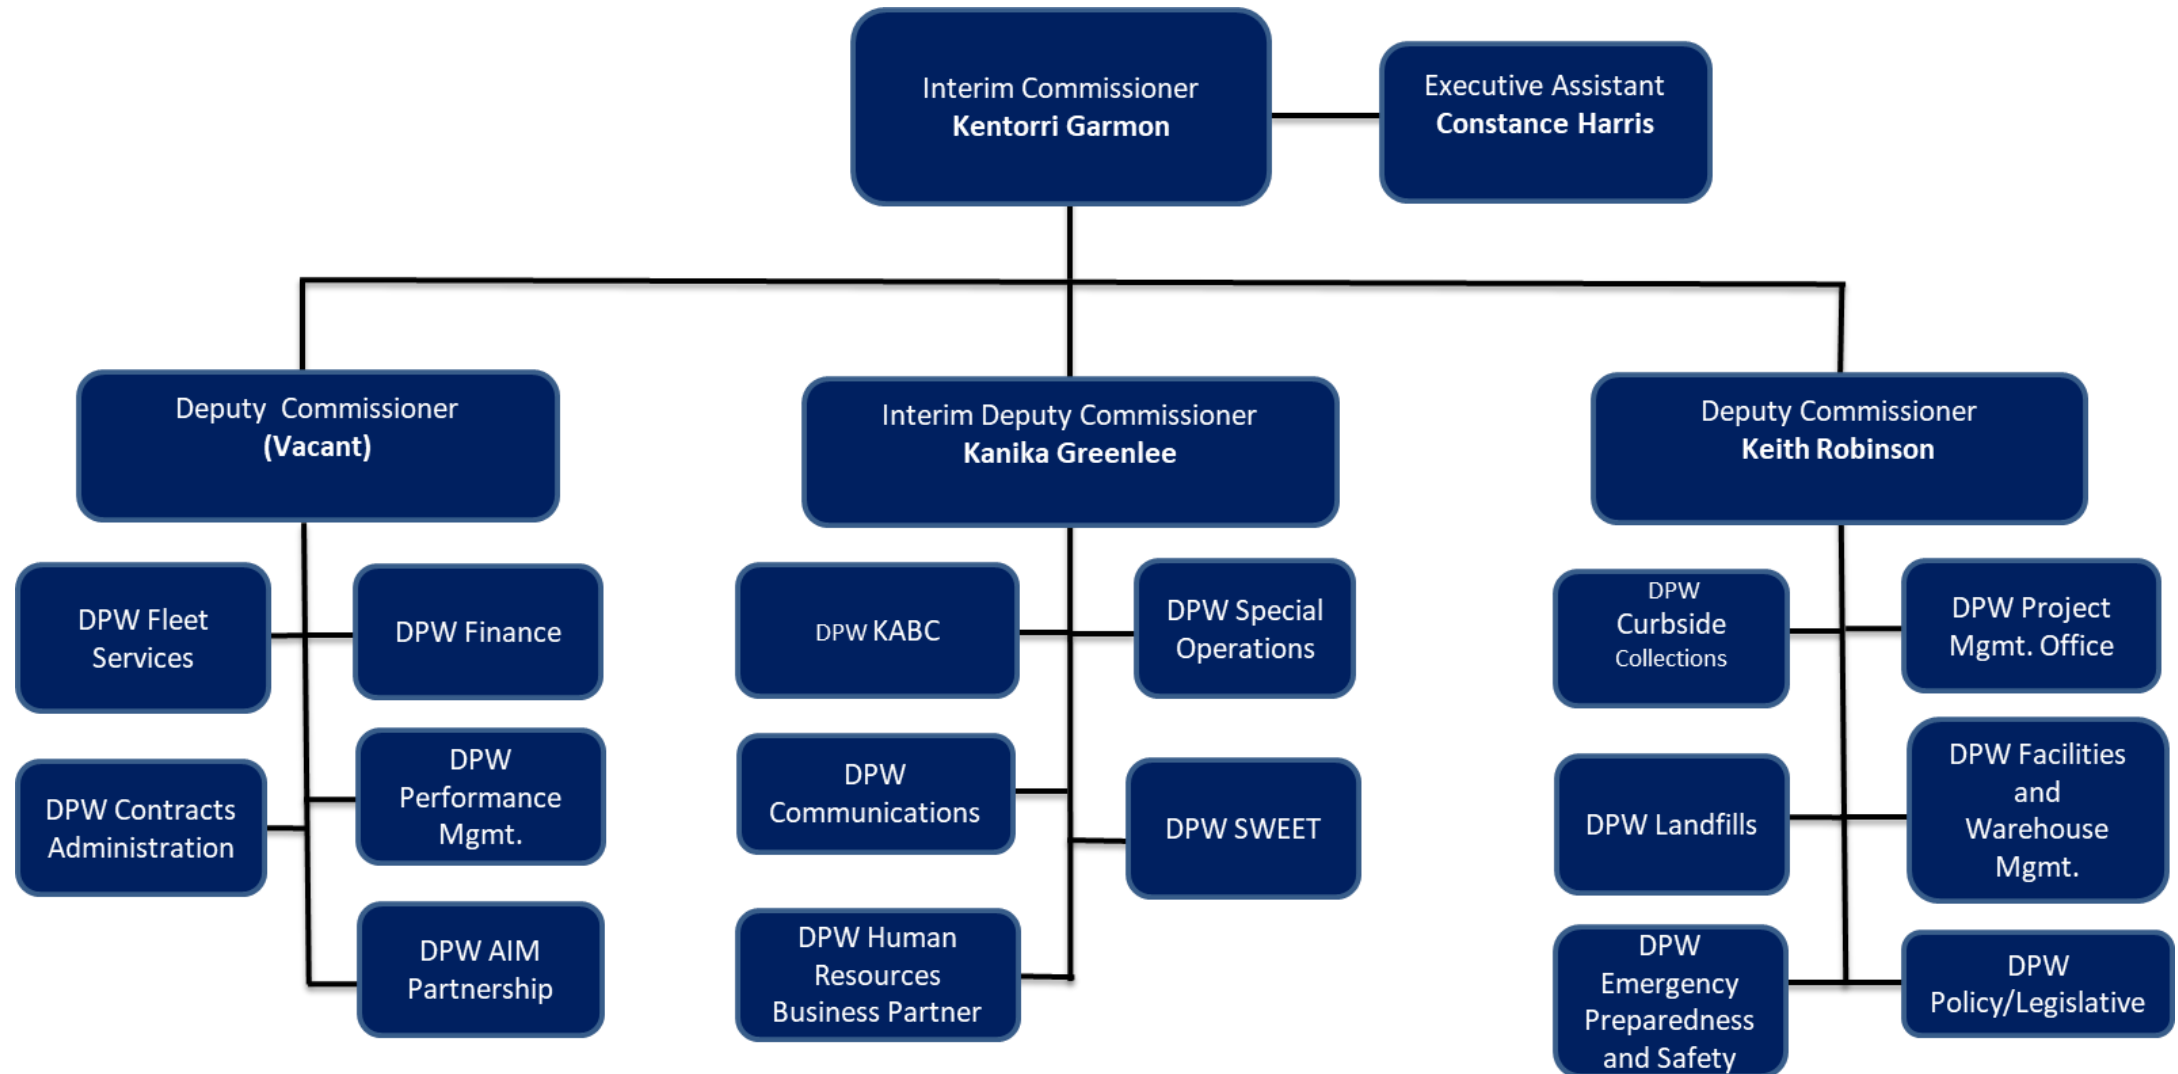 Interim Commissioner
Kentorri Garmon
Executive Assistant
Constance Harris
Deputy Commissioner
(Vacant)
Interim Deputy Commissioner
Kanika Greenlee
Deputy Commissioner
Keith Robinson
DPW Fleet
Services
DPW Finance
DPW Contracts
Administration
DPW
Performance
Mgmt.
DPW AIM
Partnership
DPW KABC
DPW Special
Operations
DPW
Communications
DPW SWEET
DPW Human
Resources
Business Partner
DPW
Curbside
Collections
DPW Project
Mgmt. Office
DPW Landfills
DPW Facilities
and
Warehouse
Mgmt.
DPW
Emergency
Preparedness
and Safety
DPW
Policy/Legislative